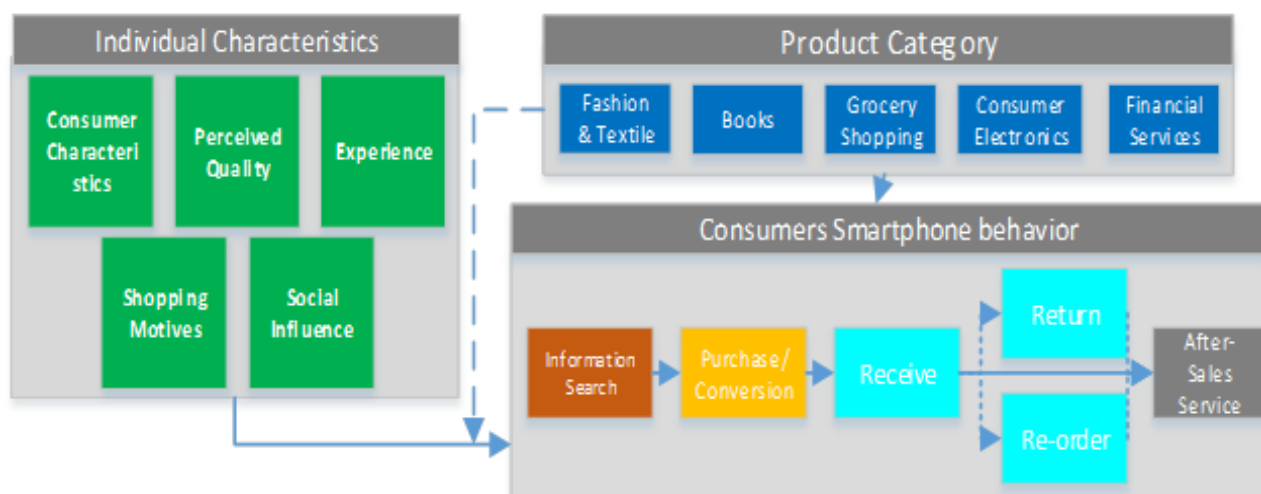 Individual Characteristics
Consumer
Characteri
stics
Perceived
Quality
Experience
Shopping
Motives
Social
Influence
Product Category
Fashion
& Textile
Books
Grocery
Shopping
Consumer
Electronics
Financial
Services
Consumers Smartphone behavior
Information
Search
Purchase/
Conversion
Receive
Return
Re-order
After-
Sales
Service